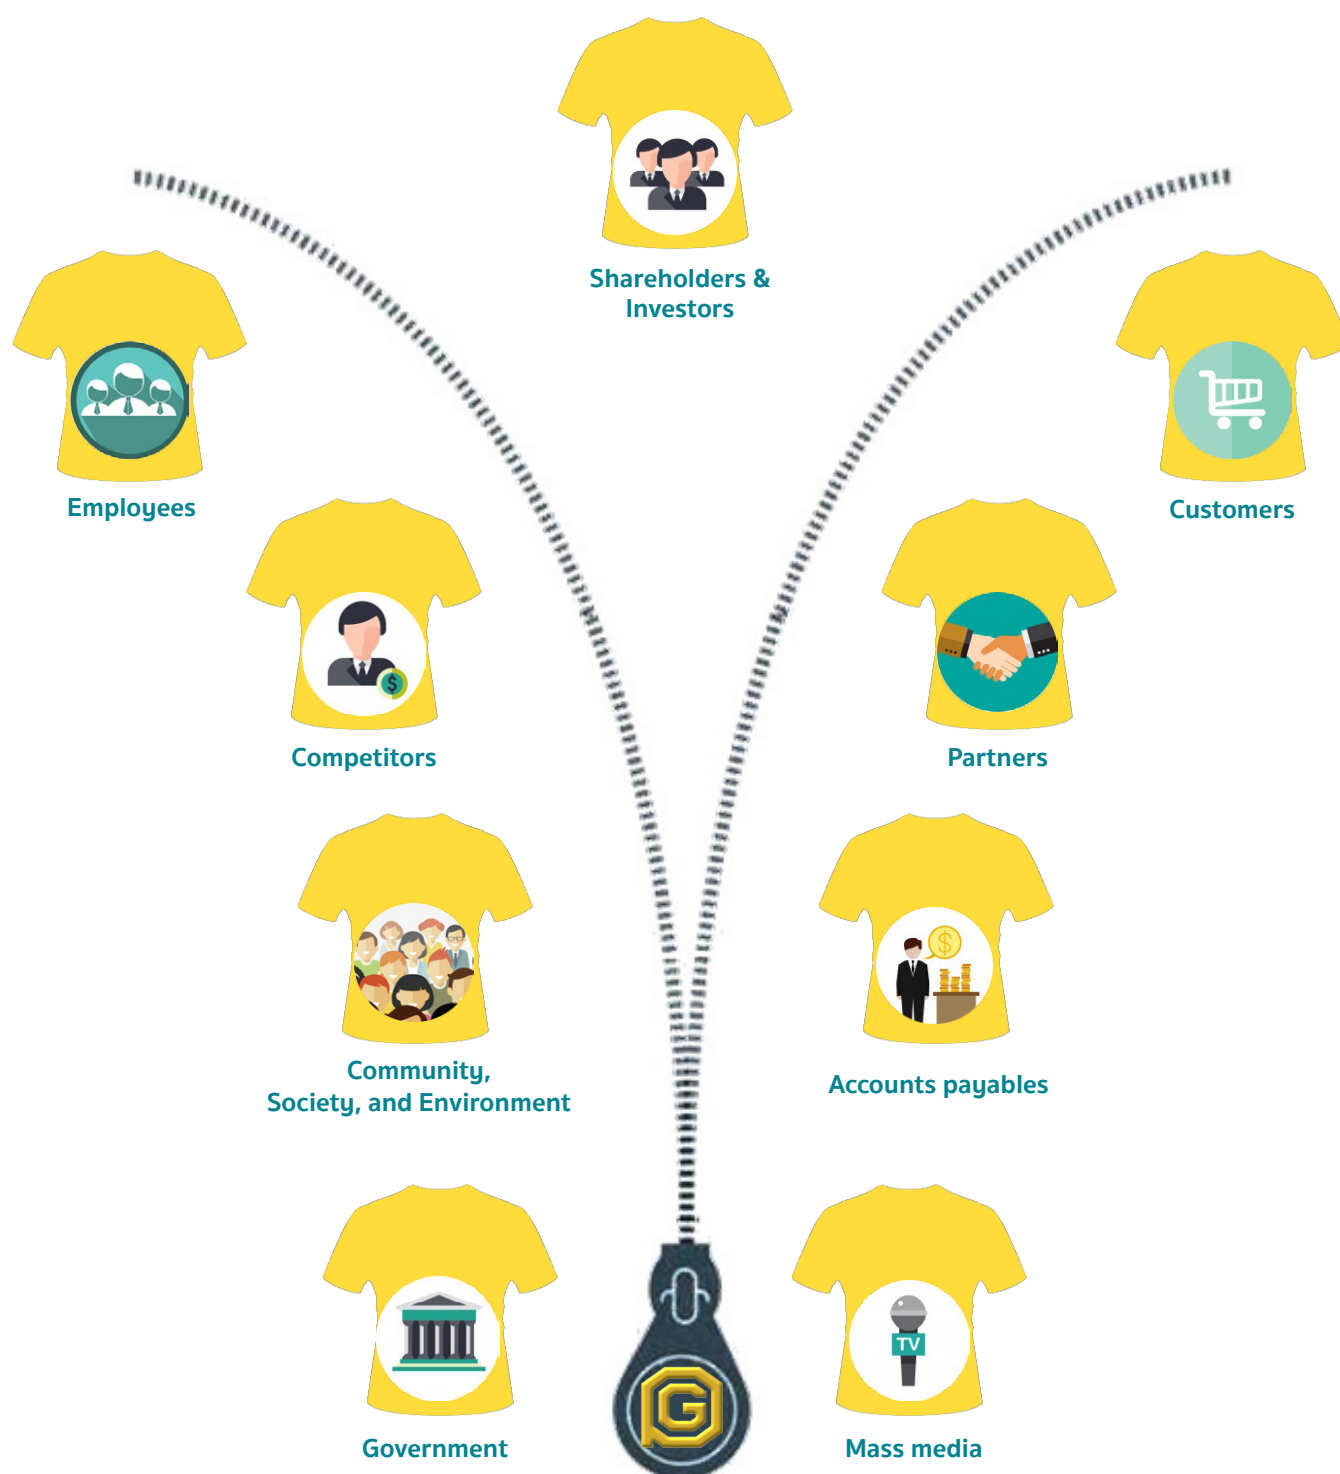 Shareholders &
Investors
Employees
Customers
Competitors
Partners
Community,
Society, and Environment
Accounts payables
$
$
TV
G
Government
Mass media